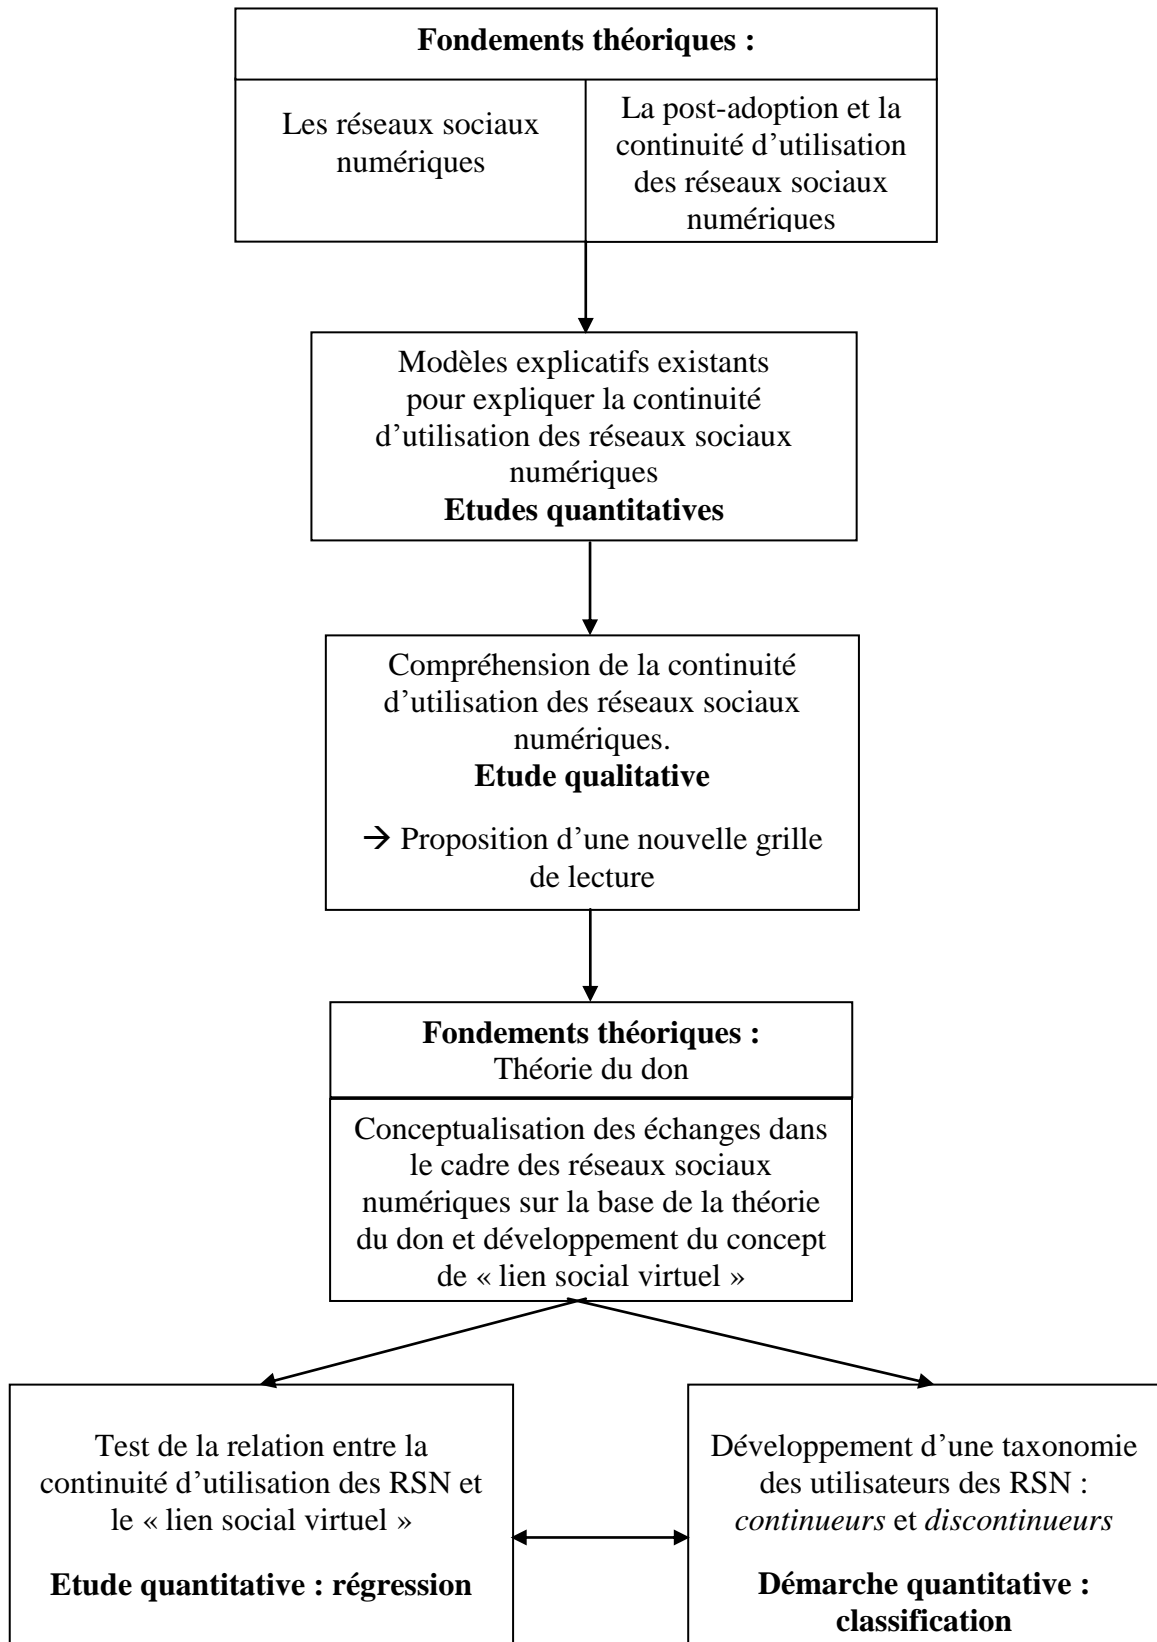 Fondements théoriques :
Les réseaux sociaux
numériques
La post-adoption et la
continuité d’utilisation
des réseaux sociaux
numériques
Modèles explicatifs existants
pour expliquer la continuité
d’utilisation des réseaux sociaux
numériques
Etudes quantitatives
Compréhension de la continuité
d’utilisation des réseaux sociaux
numériques.
Etude qualitative
→ Proposition d’une nouvelle grille
de lecture
Fondements théoriques :
Théorie du don
Conceptualisation des échanges dans
le cadre des réseaux sociaux
numériques sur la base de la théorie
du don et développement du concept
de « lien social virtuel »
Test de la relation entre la
continuité d’utilisation des RSN et
le « lien social virtuel »
Etude quantitative : régression
Développement d’une taxonomie
des utilisateurs des RSN :
continueurs et discontinueurs
Démarche quantitative :
classification